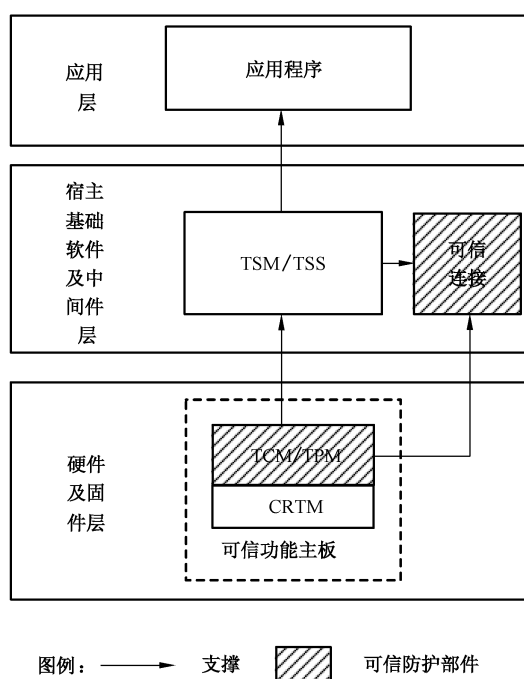 应用
层
应用程序
宿主
基础
软件
及中
间件
层
TSM/TSS
可信
连接
硬件
及固
件层
TCM/TPM
CRTM
可信功能主板
图例：
支撑
可信防护部件